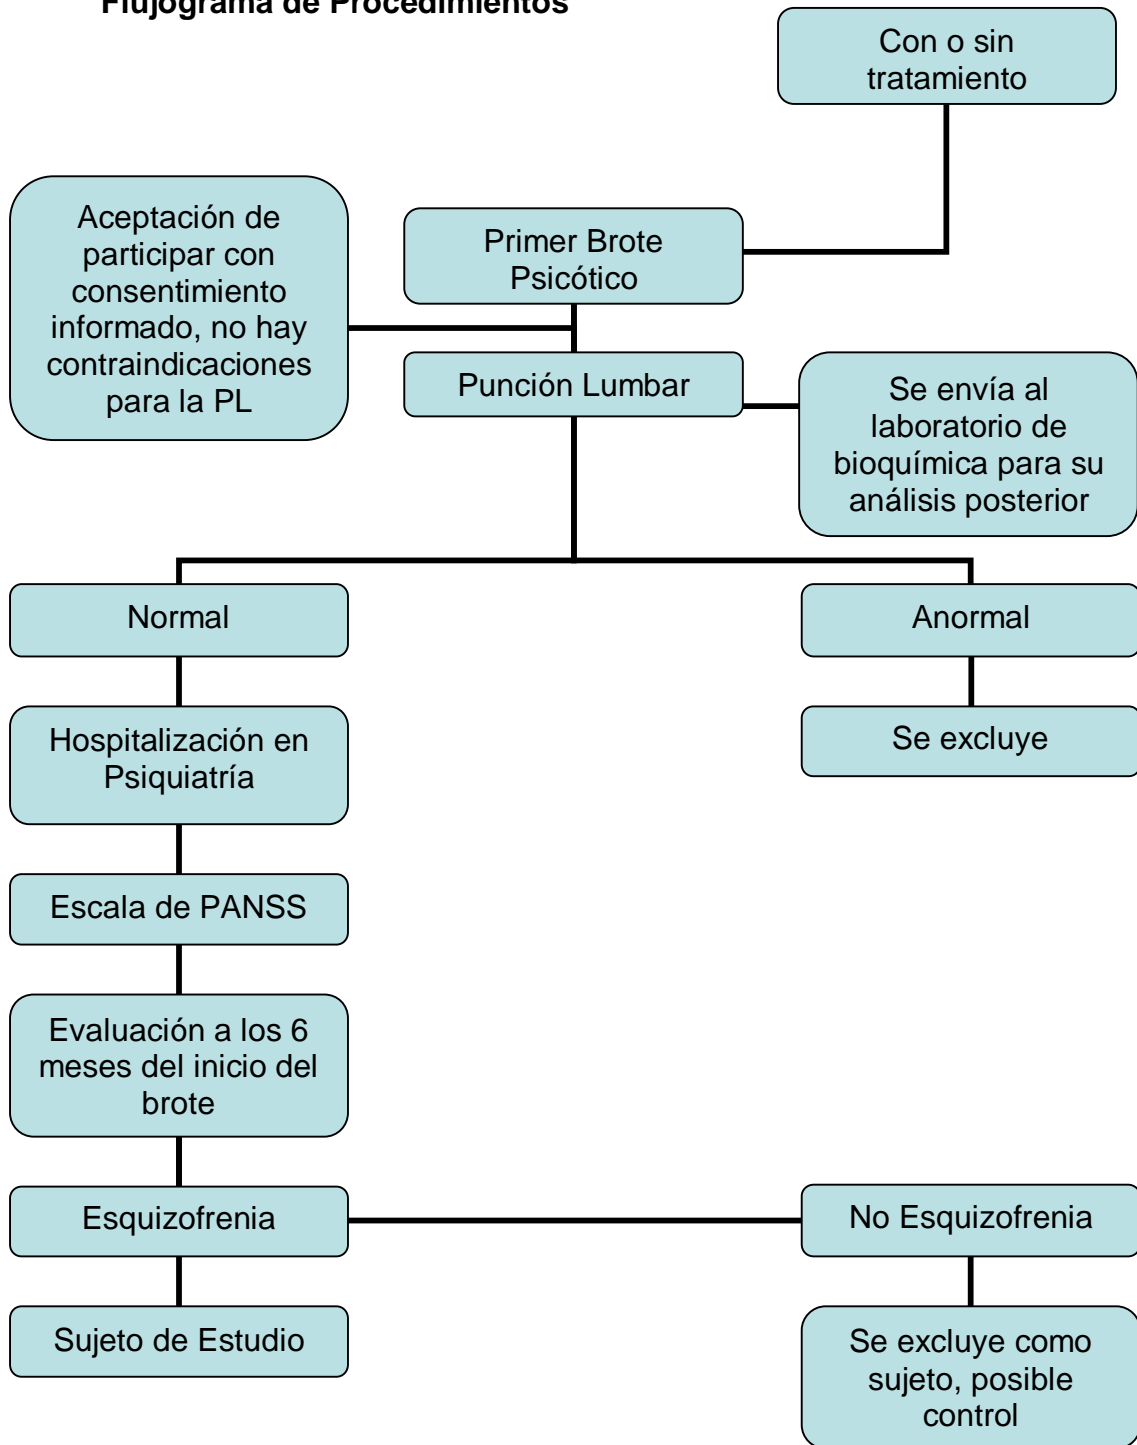 Flujograma de Procedimientos
Con o sin
tratamiento
Aceptación de
participar con
consentimiento
informado, no hay
contraindicaciones
para la PL
Primer Brote
Psicótico
Punción Lumbar
Se envía al
laboratorio de
bioquímica para su
análisis posterior
Normal
Anormal
Hospitalización en
Psiquiatría
Se excluye
Escala de PANSS
Evaluación a los 6
meses del inicio del
brote
Esquizofrenia
No Esquizofrenia
Sujeto de Estudio
Se excluye como
sujeto, posible
control